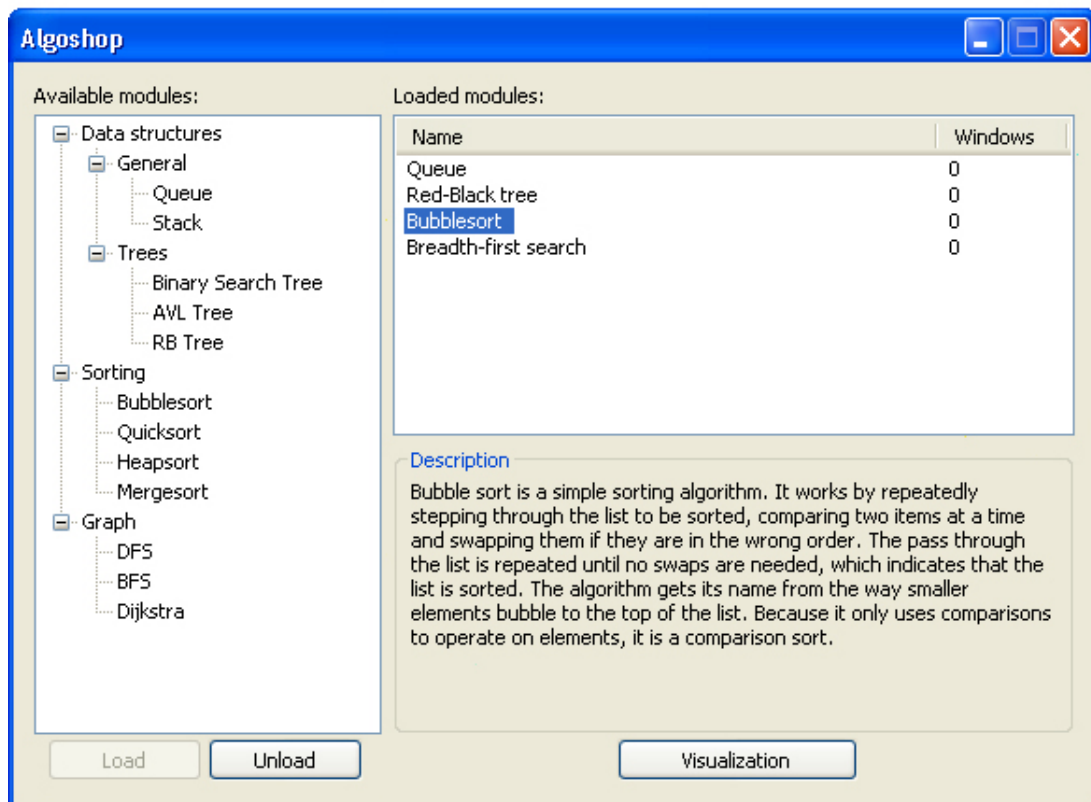 Algoshop
Available modules:
Data structures
General
Queue
Stack
Trees
Binary Search Tree
AVL Tree
RB Tree
Sorting
Bubblesort
Quicksort
Heapsort
Mergesort
Graph
DFS
BFS
Dijkstra
Load
Unload
Loaded modules:
Name Windows
Queue 0
Red-Black tree 0
Bubblesort 0
Breadth-first search 0
Description
Bubble sort is a simple sorting algorithm. It works by repeatedly
stepping through the list to be sorted, comparing two items at a time
and swapping them if they are in the wrong order. The pass through
the list is repeated until no swaps are needed, which indicates that the
list is sorted. The algorithm gets its name from the way smaller
elements bubble to the top of the list. Because it only uses comparisons
to operate on elements, it is a comparison sort.
Visualization